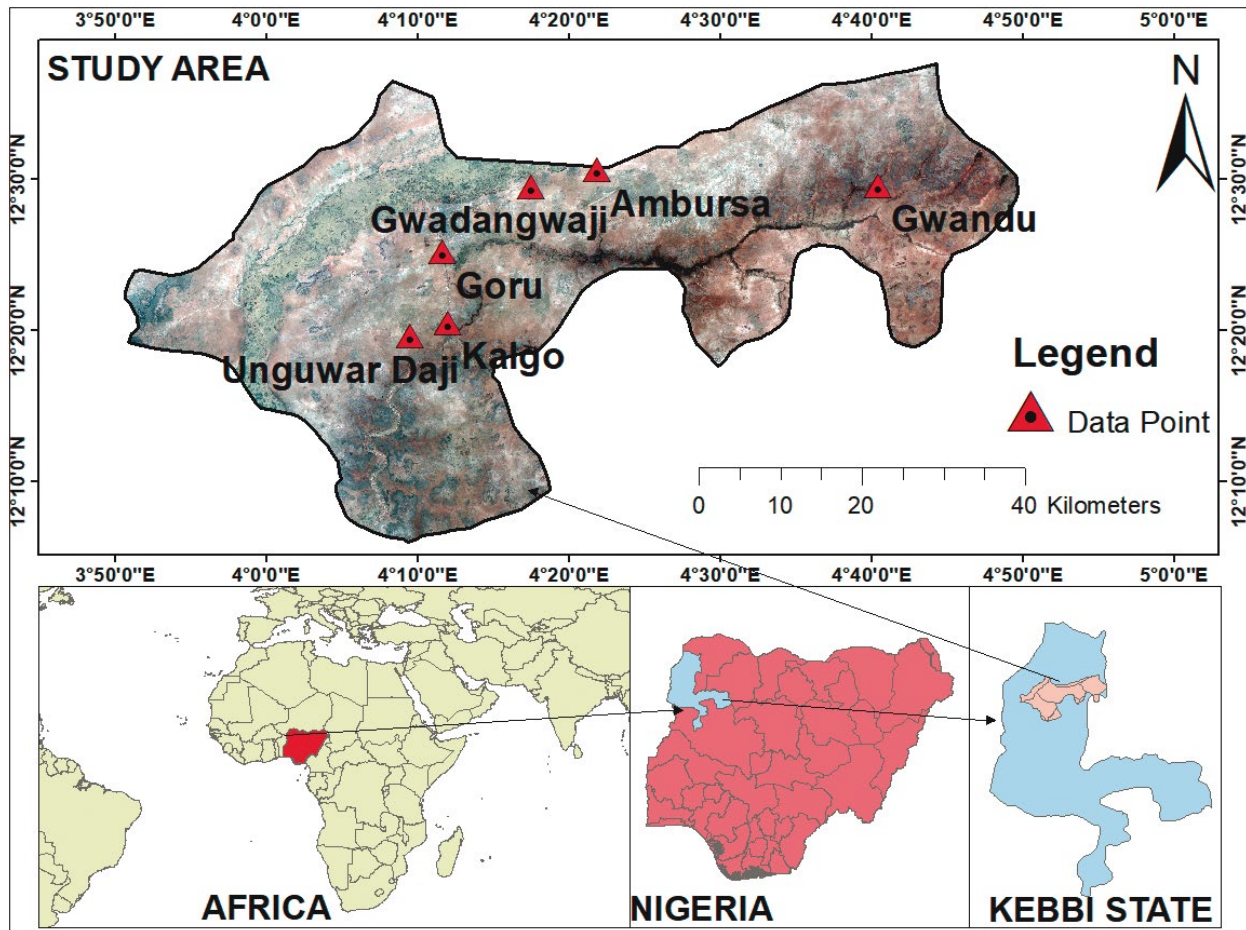 3°50'0"E 4°0'0"E 4°10'0"E 4°20'0"E 4°30'0"E 4°40'0"E 4°50'0"E 5°0'0"E
STUDY AREA
N
12°30'0"N 12°30'0"N
Ambursa
Gwadangwaji
Gwandu
Goru
12°20'0"N 12°20'0"N
Kalgo
Unguwar Daji
Legend
Data Point
12°10'0"N 12°10'0"N
0 10 20 40 Kilometers
3°50'0"E 4°0'0"E 4°10'0"E 4°20'0"E 4°30'0"E 4°40'0"E 4°50'0"E 5°0'0"E
AFRICA
NIGERIA
KEBBI STATE